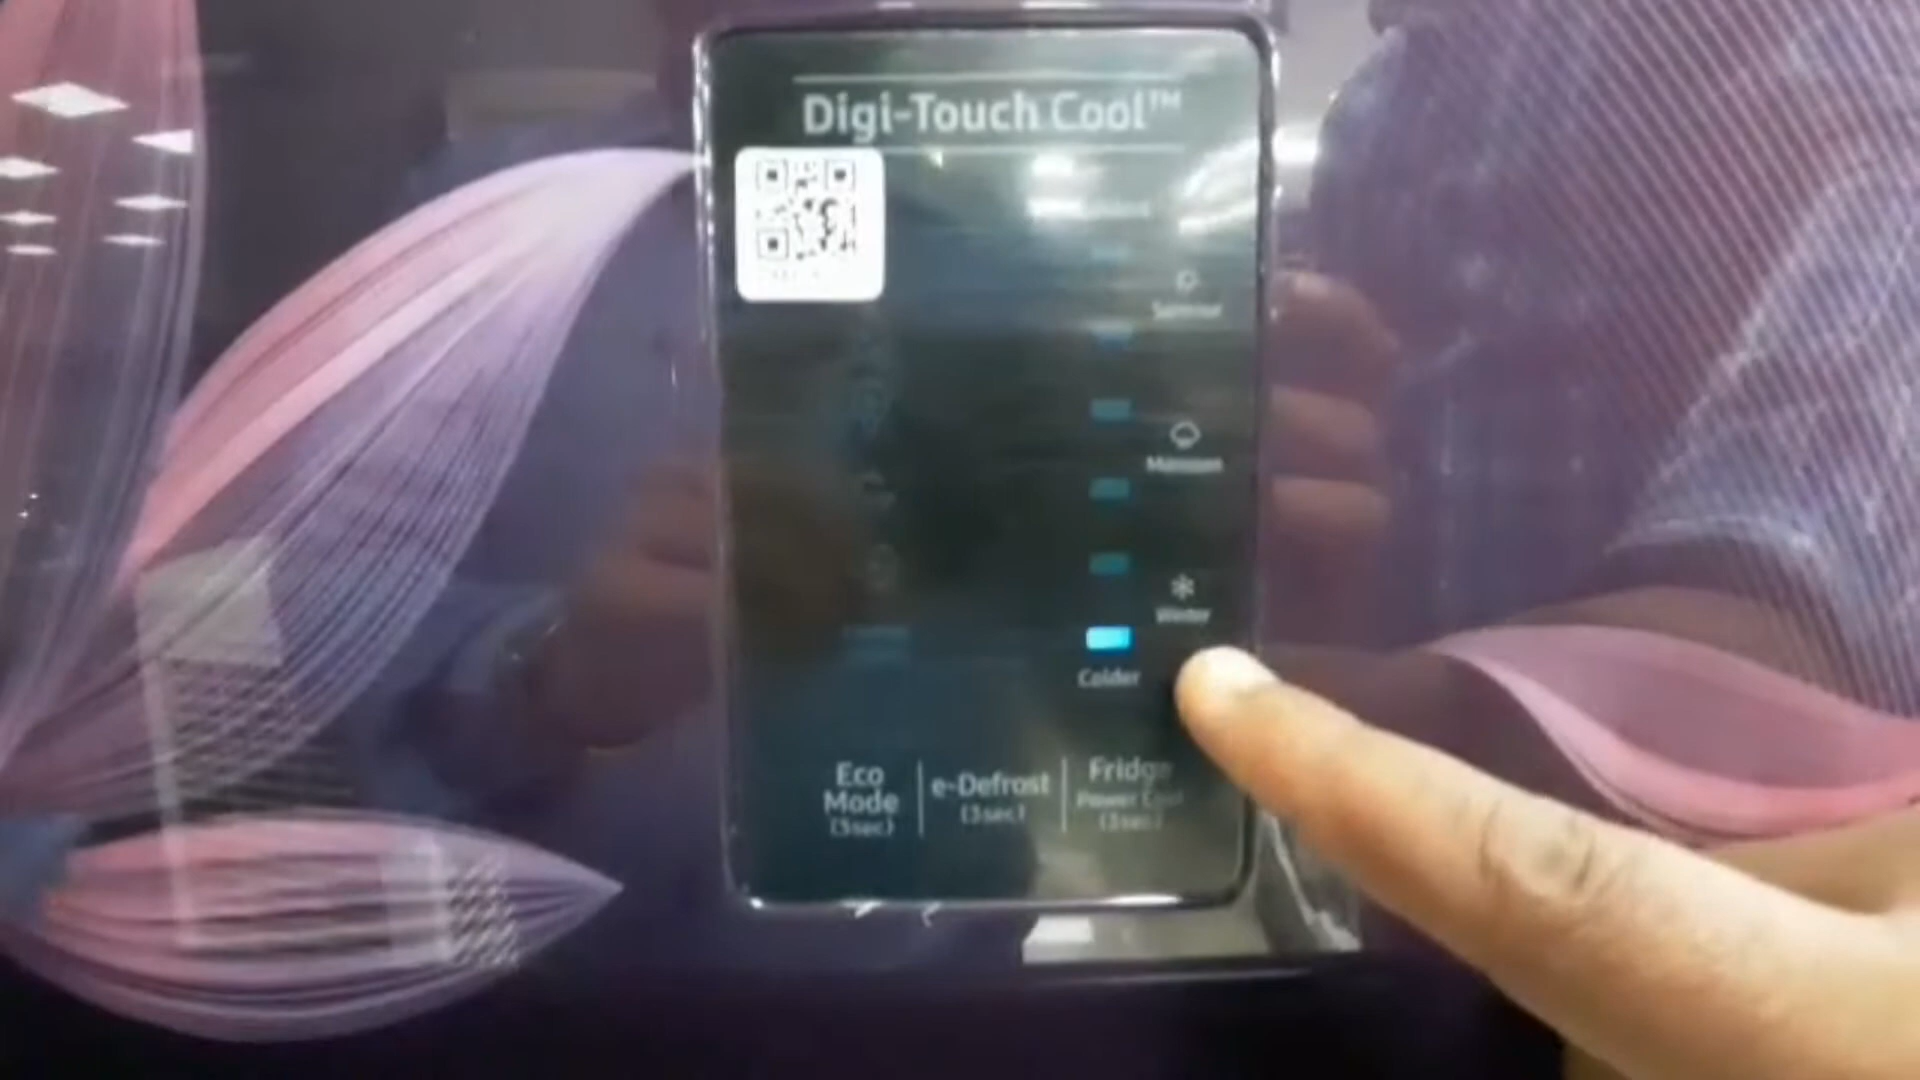 Digi-Touch Cool™
Summer
Monsoon
Winter
Colder
Eco
Mode
(3sec)
e-Defrost
(3sec)
Fridge
Power Cool
(3sec)